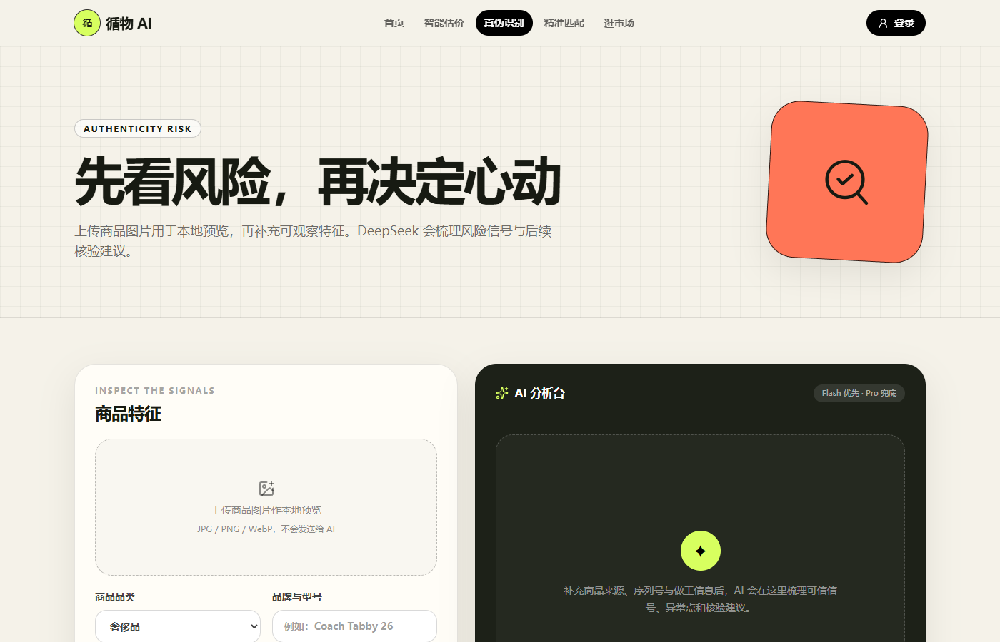 循 循物 AI
首页 智能估价 真伪识别 精准匹配 逛市场
登录
AUTHENTICITY RISK
先看风险，再决定心动
上传商品图片用于本地预览，再补充可观察特征。DeepSeek 会梳理风险信号与后续
核验建议。
INSPECT THE SIGNALS
商品特征
上传商品图片作本地预览
JPG / PNG / WebP，不会发送给 AI
商品品类 品牌与型号
奢侈品 例如：Coach Tabby 26
AI 分析台
Flash 优先 · Pro 兜底
补充商品来源、序列号与做工信息后，AI 会在这里梳理可信信
号、异常点和核验建议。